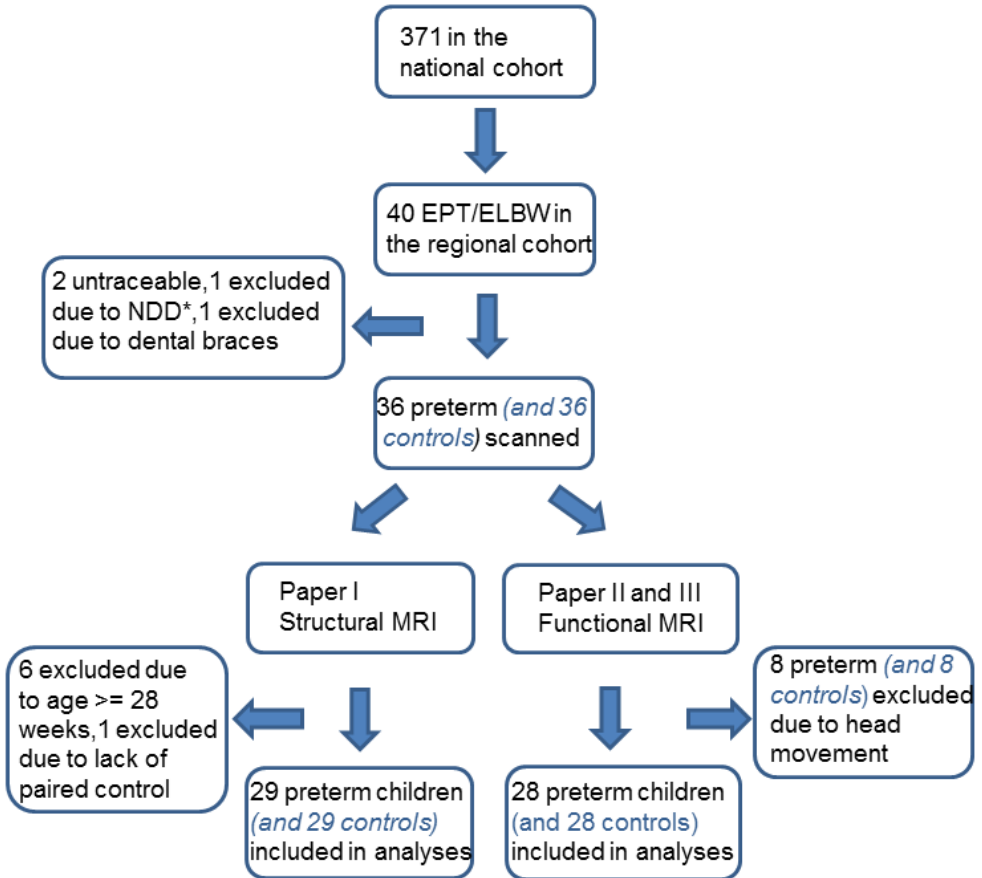 371 in the
national cohort
40 EPT/ELBW in
the regional cohort
2 untraceable,1 excluded
due to NDD*,1 excluded
due to dental braces
36 preterm (and 36
controls) scanned
Paper I
Structural MRI
Paper II and III
Functional MRI
6 excluded due
to age >= 28
weeks,1 excluded
due to lack of
paired control
8 preterm (and 8
controls) excluded
due to head
movement
29 preterm children
(and 29 controls)
included in analyses
28 preterm children
(and 28 controls)
included in analyses